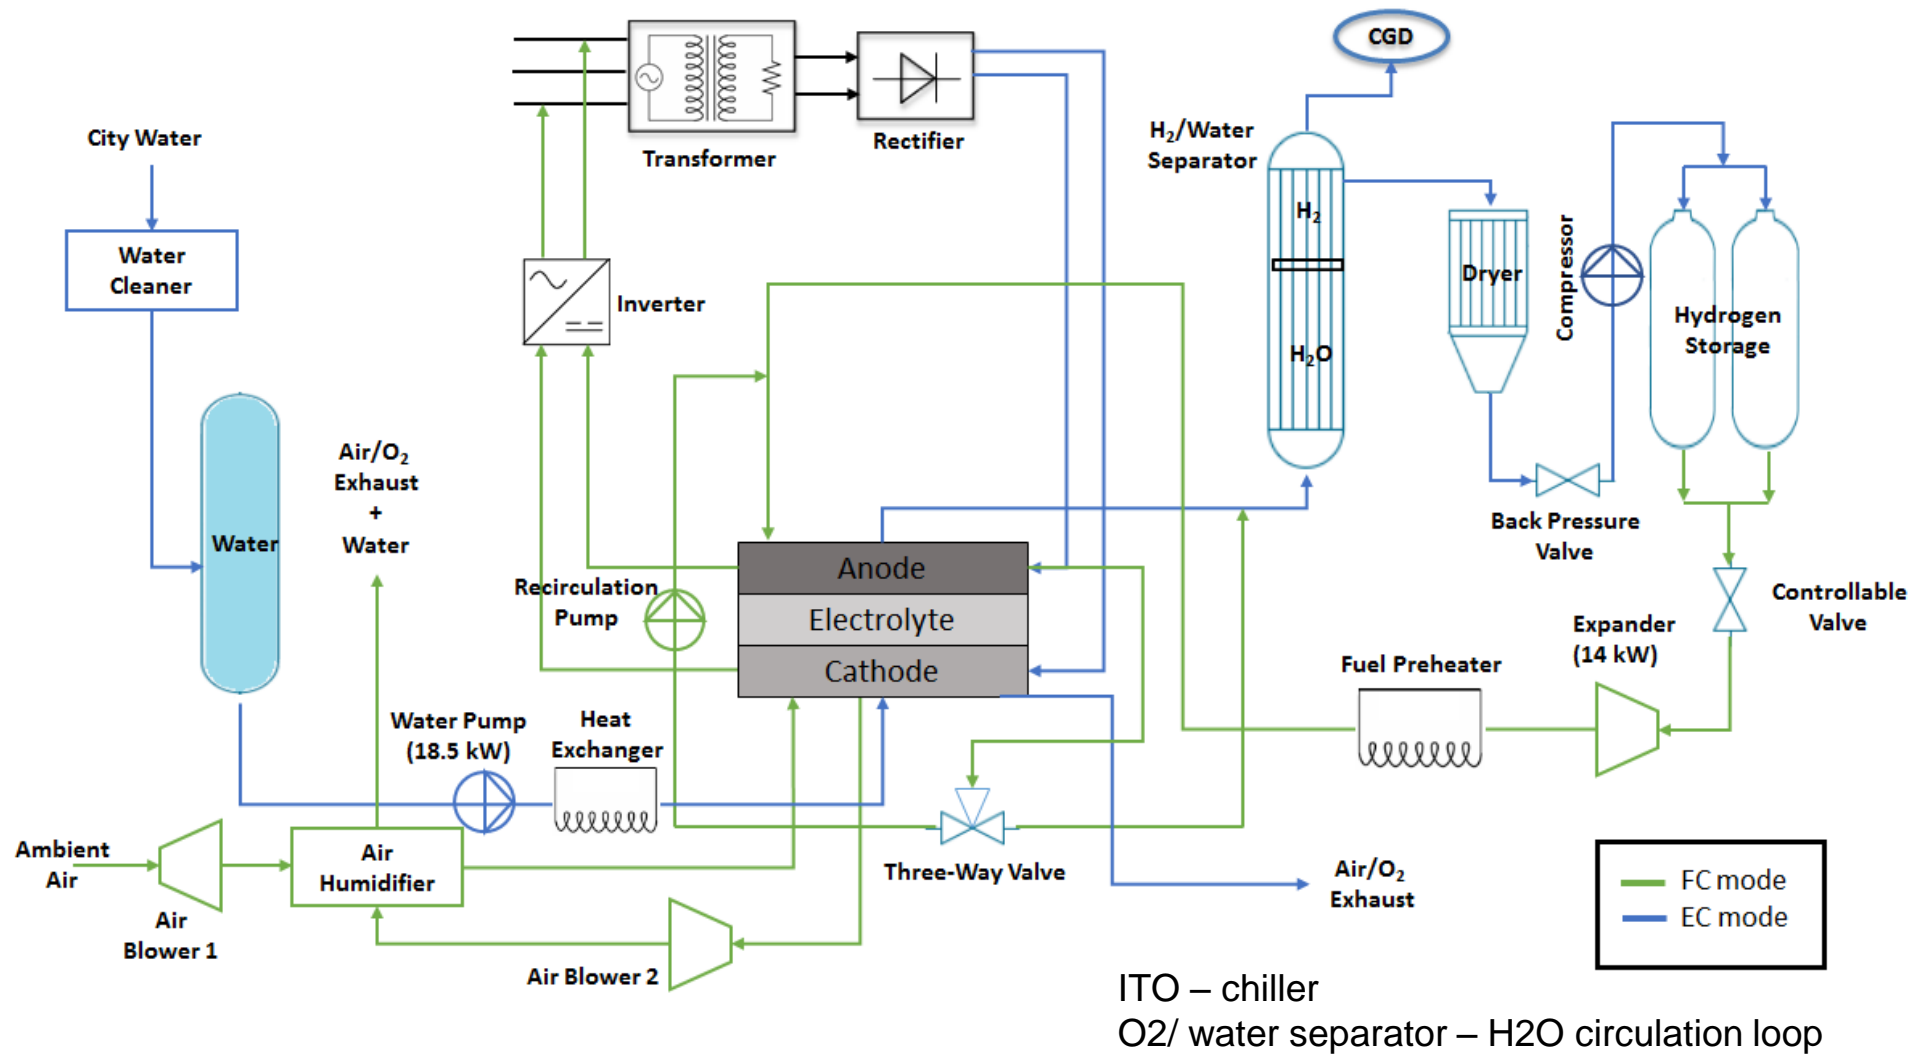 CGD
City Water
H₂/Water
Separator
Transformer
Rectifier
Water
Cleaner
H₂
Dryer
Compressor
Inverter
Hydrogen
Storage
H₂O
Air/O₂
Exhaust
+
Water
Water
Back Pressure
Valve
Anode
Recirculation
Pump
Electrolyte
Controllable
Valve
Expander
(14 kW)
Cathode
Fuel Preheater
Water Pump
(18.5 kW)
Heat
Exchanger
Ambient
Air
Air
Humidifier
Three-Way Valve
Air/O₂
Exhaust
FC mode
EC mode
Air
Blower 1
Air Blower 2
ITO – chiller
O2/ water separator – H2O circulation loop